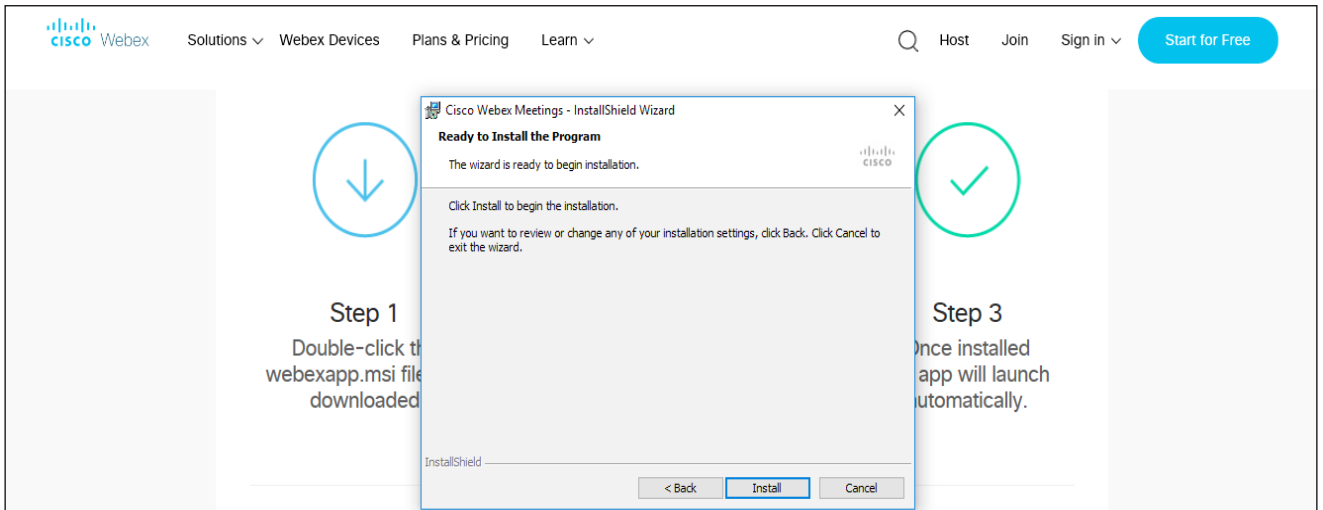 cisco Webex Solutions Webex Devices Plans & Pricing Learn Host Join Sign in Start for Free
Cisco Webex Meetings - InstallShield Wizard
Ready to Install the Program
The wizard is ready to begin installation.
cisco
Click Install to begin the installation.
If you want to review or change any of your installation settings, click Back. Click Cancel to
exit the wizard.
InstallShield
< Back Install Cancel
Step 1
Double-click
webexapp.msi
downloaded
Step 3
installed
app will launch